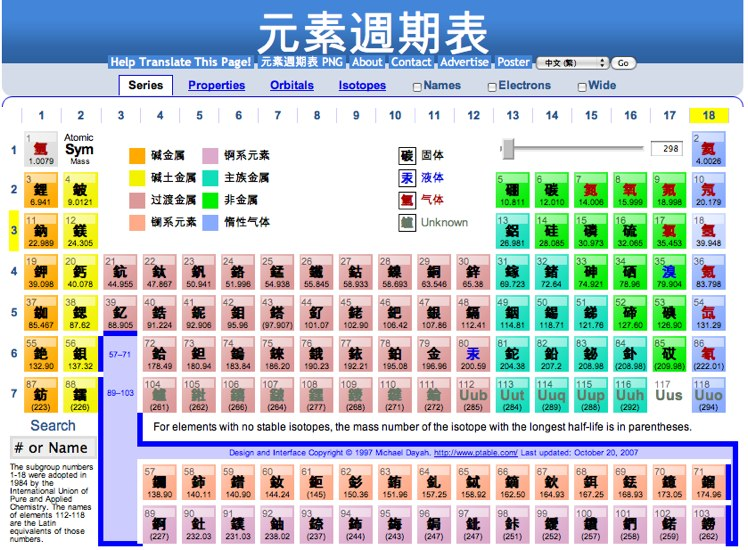 元素週期表
Help Translate This Page! 元素週期表 PNG About Contact Advertise Poster 中文 (繁) Go
Series Properties Orbitals Isotopes Names Electrons Wide
1 2 3 4 5 6 7 8 9 10 11 12 13 14 15 16 17 18
Atomic
Sym
Mass
碱金属 锕系元素
碱土金属 主族金属
过渡金属 非金属
镧系元素 惰性气体
碳 固体
汞 液体
氫 气体
Unknown
298
1
1 氫 1.0079
2 氦 4.0026
2
3 鋰 6.941
4 鈹 9.0121
5 硼 10.811
6 碳 12.010
7 氮 14.006
8 氧 15.999
9 氟 18.998
10 氖 20.179
3
11 鈉 22.989
12 鎂 24.305
13 鋁 26.981
14 硅 28.085
15 磷 30.973
16 硫 32.065
17 氯 35.453
18 氬 39.948
4
19 鉀 39.098
20 鈣 40.078
21 鈧 44.955
22 鈦 47.867
23 釩 50.941
24 鉻 51.996
25 錳 54.938
26 鐵 55.845
27 鈷 58.933
28 鎳 58.693
29 銅 63.546
30 鋅 65.38
31 鎵 69.723
32 鍺 72.64
33 砷 74.921
34 硒 78.96
35 溴 79.904
36 氪 83.798
5
37 銣 85.467
38 鍶 87.62
39 釔 88.905
40 鋯 91.224
41 鈮 92.906
42 鉬 95.96
43 (97.907)
44 釕 101.07
45 銠 102.90
46 鈀 106.42
47 銀 107.86
48 鎘 112.41
49 銦 114.81
50 錫 118.71
51 銻 121.76
52 碲 127.60
53 碘 126.90
54 氙 131.29
6
55 銫 132.90
56 鋇 137.32
57–71
72 鉿 178.49
73 鉭 180.94
74 鎢 183.84
75 錸 186.20
76 鋨 190.23
77 銥 192.21
78 鉑 195.08
79 金 196.96
80 汞 200.59
81 鉈 204.38
82 鉛 207.2
83 鉍 208.98
84 釙 (208.98)
85 (209.98)
86 氡 (222.01)
7
87 鈁 (223)
88 鐳 (226)
89–103
104 (261)
105 (262)
106 (266)
107 (264)
108 (277)
109 (268)
110 (271)
111 (272)
112 Uub (285)
113 Uut (284)
114 Uuq (289)
115 Uup (288)
116 Uuh (292)
117 Uus
118 Uuo (294)
For elements with no stable isotopes, the mass number of the isotope with the longest half-life is in parentheses.
Design and Interface Copyright © 1997 Michael Dayah. http://www.ptable.com/ Last updated: October 20, 2007
Search
# or Name
The subgroup numbers
1-18 were adopted in
1984 by the
International Union of
Pure and Applied
Chemistry. The names
of elements 112-118
are the Latin
equivalents of those
numbers.
57 鑭 138.90
58 鈰 140.11
59 鐠 140.90
60 釹 144.24
61 鉕 (145)
62 釤 150.36
63 銪 151.96
64 釓 157.25
65 鋱 158.92
66 鏑 162.50
67 鈥 164.93
68 鉺 167.25
69 銩 168.93
70 鐿 173.05
71 174.96
89 錒 (227)
90 釷 232.03
91 鏷 231.03
92 鈾 238.02
93 錼 (237)
94 (244)
95 (243)
96 鋦 (247)
97 (247)
98 (251)
99 (252)
100 (257)
101 鍆 (258)
102 鍩 (259)
103 鐒 (262)